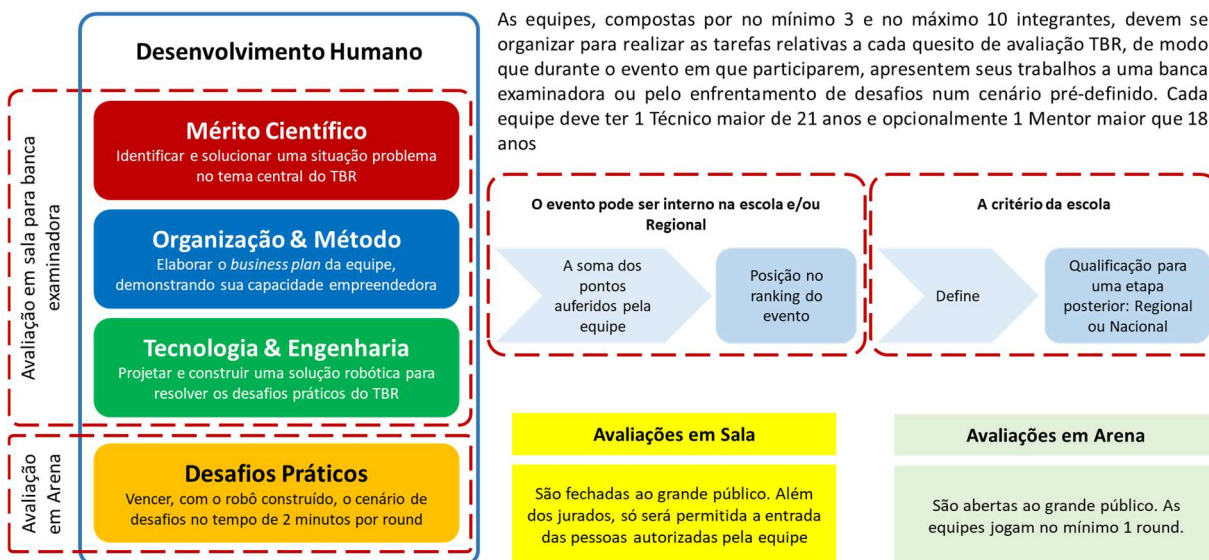 Desenvolvimento Humano
Avaliação em sala para banca
examinadora
Mérito Científico
Identificar e solucionar uma situação problema
no tema central do TBR
Organização & Método
Elaborar o business plan da equipe,
demonstrando sua capacidade empreendedora
Tecnologia & Engenharia
Projetar e construir uma solução robótica para
resolver os desafios práticos do TBR
Avaliação
em Arena
Desafios Práticos
Vencer, com o robô construído, o cenário de
desafios no tempo de 2 minutos por round
As equipes, compostas por no mínimo 3 e no máximo 10 integrantes, devem se
organizar para realizar as tarefas relativas a cada quesito de avaliação TBR, de modo
que durante o evento em que participarem, apresentem seus trabalhos a uma banca
examinadora ou pelo enfrentamento de desafios num cenário pré-definido. Cada
equipe deve ter 1 Técnico maior de 21 anos e opcionalmente 1 Mentor maior que 18
anos
O evento pode ser interno na escola e/ou
Regional
A soma dos
pontos
auferidos pela
equipe
Posição no
ranking do
evento
A critério da escola
Define
Qualificação para
uma etapa
posterior: Regional
ou Nacional
Avaliações em Sala
São fechadas ao grande público. Além
dos jurados, só será permitida a entrada
das pessoas autorizadas pela equipe
Avaliações em Arena
São abertas ao grande público. As
equipes jogam no mínimo 1 round.